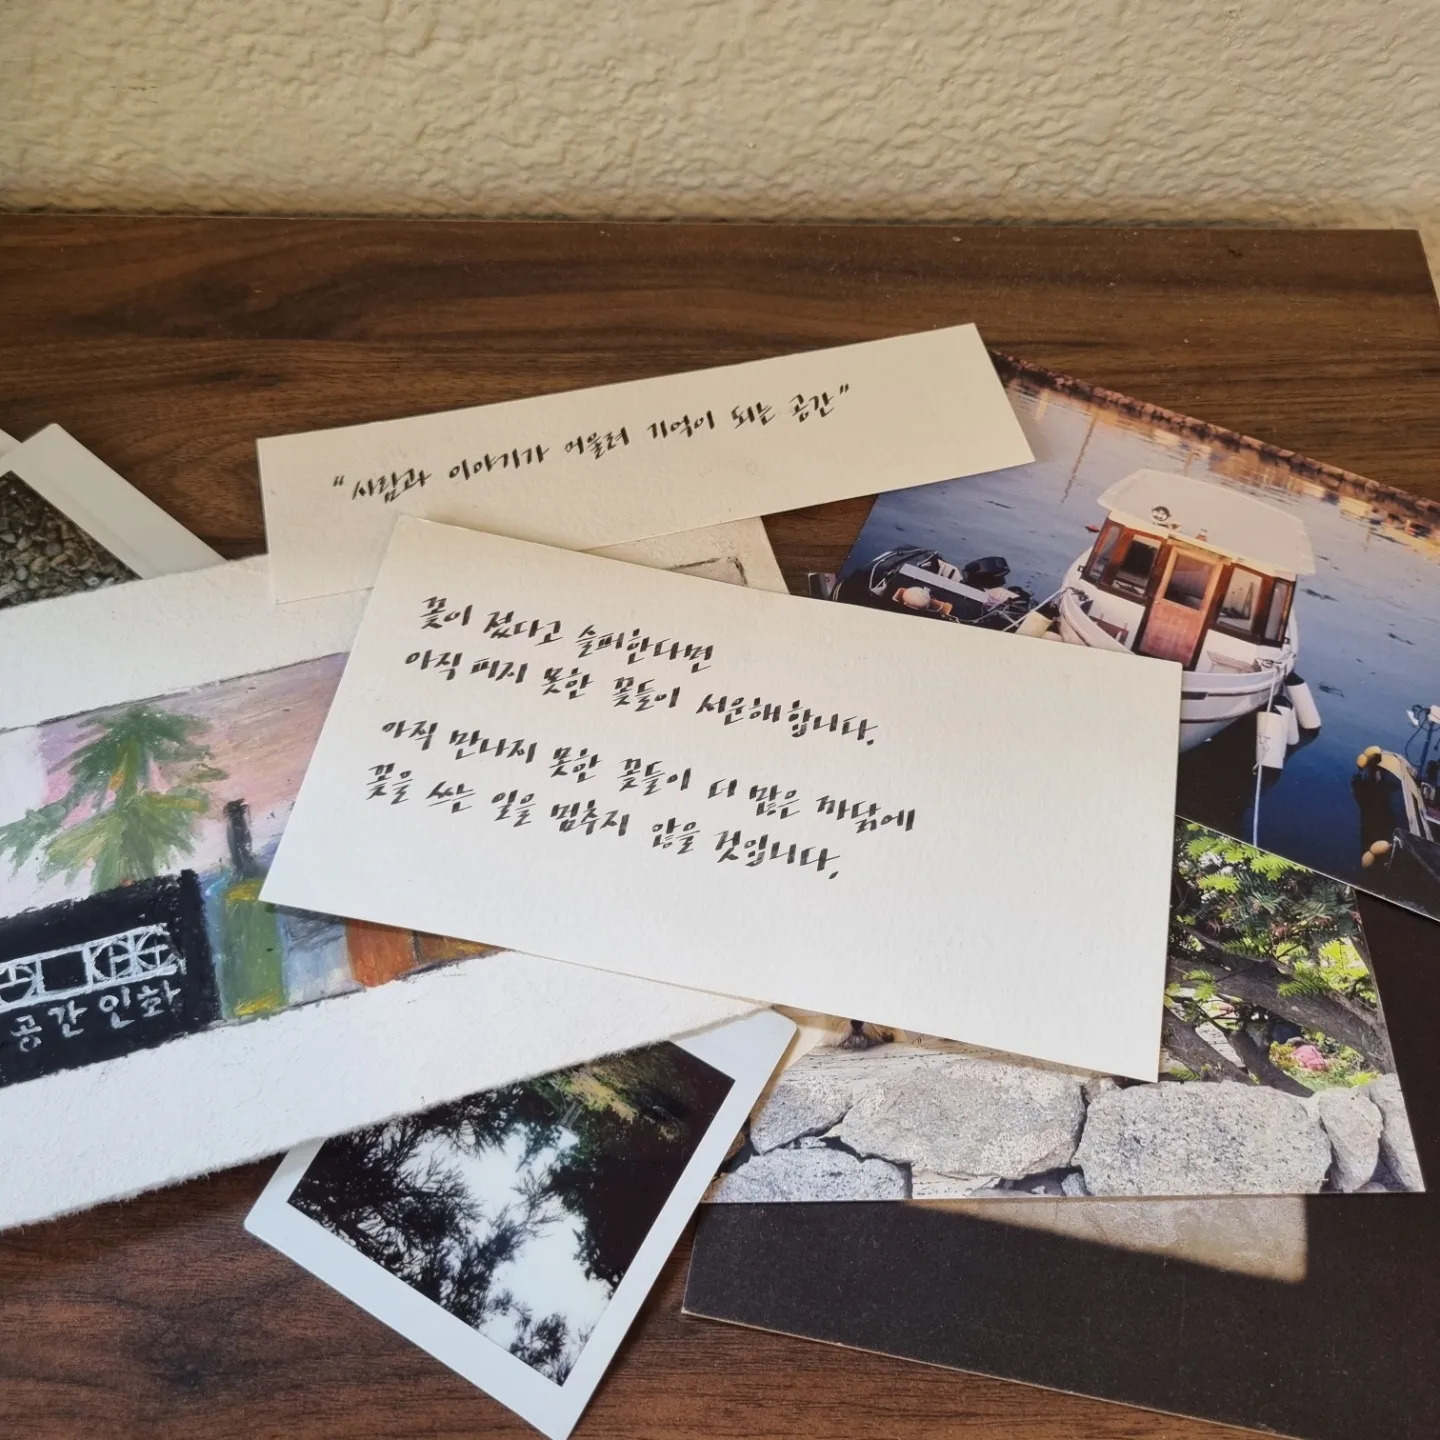 "사람과 이야기가 어울려 기억이 되는 공간"
꽃이 졌다고 슬퍼한다면
아직 피지 못한 꽃들이 서운해합니다.
아직 만나지 못한 꽃들이 더 많은 까닭에
꽃을 쓰는 일을 멈추지 않을 것입니다.
공간인화